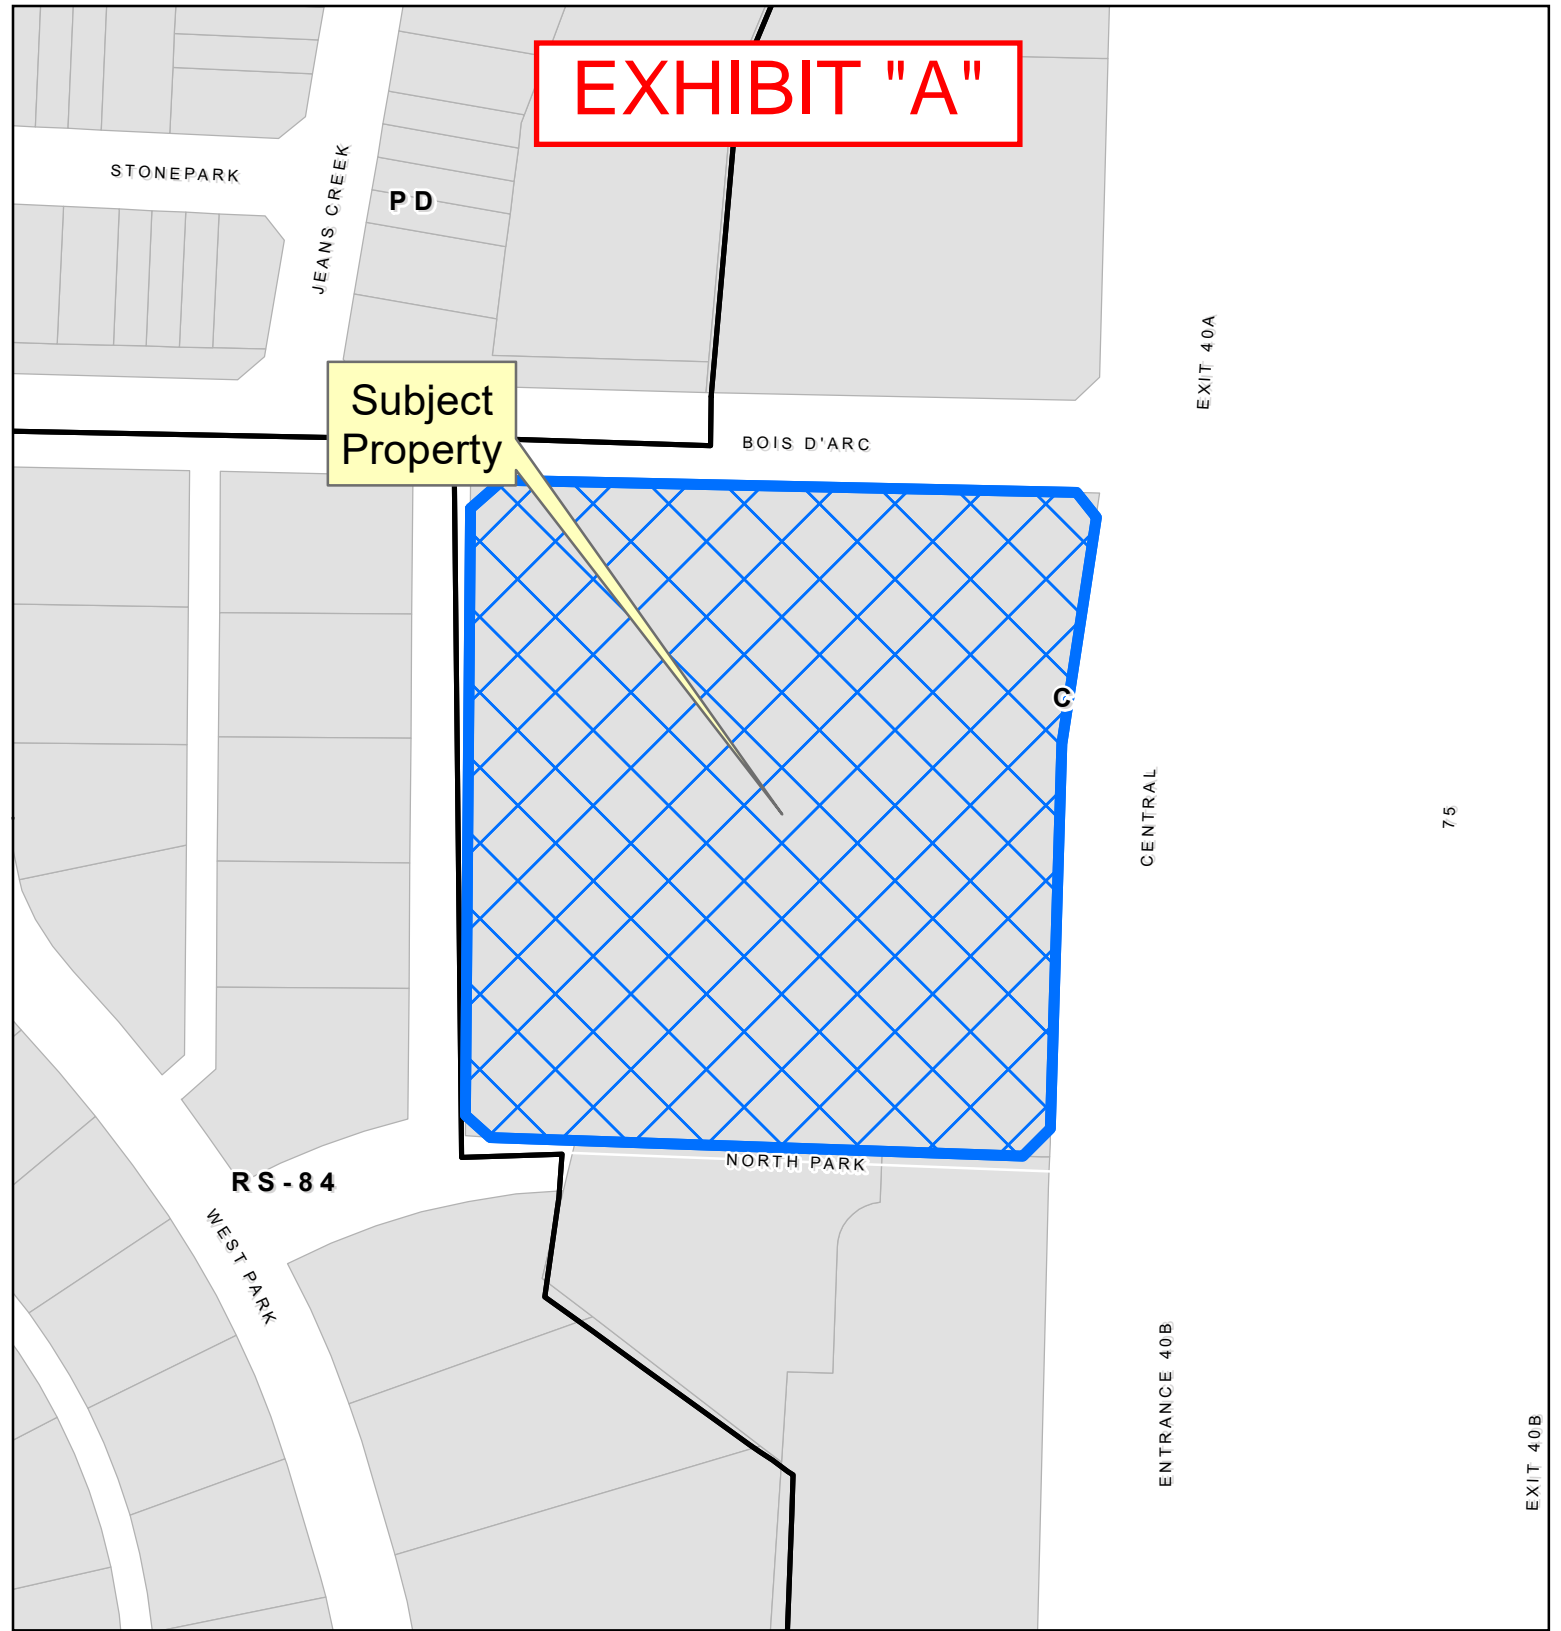 EXHIBIT "A"
STONEPARK
JEANS CREEK
PD
EXIT 40A
Subject
Property
BOIS D'ARC
C
CENTRAL
75
NORTH PARK
RS-84
WEST PARK
ENTRANCE 40B
EXIT 40B